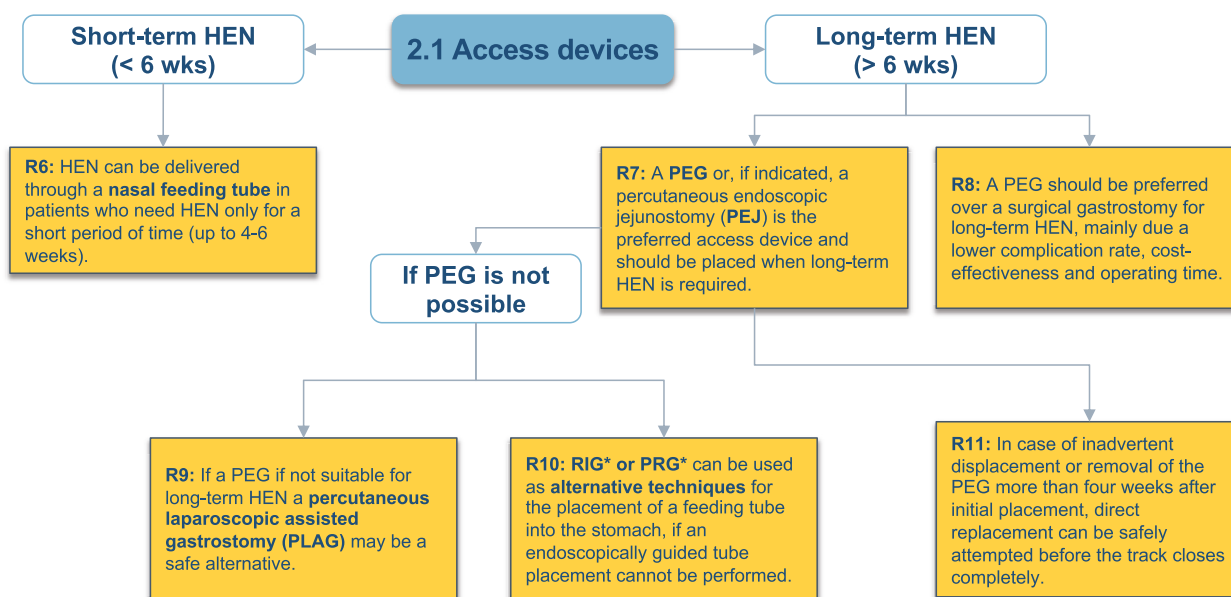 Short-term HEN
(< 6 wks)
2.1 Access devices
Long-term HEN
(> 6 wks)
R6: HEN can be delivered
through a nasal feeding tube in
patients who need HEN only for a
short period of time (up to 4-6
weeks).
R7: A PEG or, if indicated, a
percutaneous endoscopic
jejunostomy (PEJ) is the
preferred access device and
should be placed when long-term
HEN is required.
R8: A PEG should be preferred
over a surgical gastrostomy for
long-term HEN, mainly due a
lower complication rate, cost-
effectiveness and operating time.
If PEG is not
possible
R9: If a PEG if not suitable for
long-term HEN a percutaneous
laparoscopic assisted
gastrostomy (PLAG) may be a
safe alternative.
R10: RIG* or PRG* can be used
as alternative techniques for
the placement of a feeding tube
into the stomach, if an
endoscopically guided tube
placement cannot be performed.
R11: In case of inadvertent
displacement or removal of the
PEG more than four weeks after
initial placement, direct
replacement can be safely
attempted before the track closes
completely.